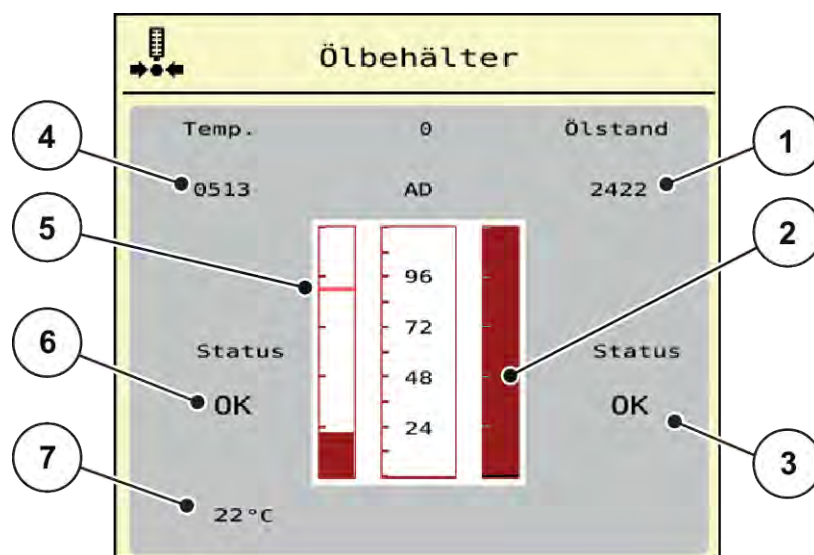 Ölbehälter
Temp. 0 Ölstand
4 1
0513 AD 2422
5 2
96
72
6 Status Status
48
OK OK
24
7 3
22°C